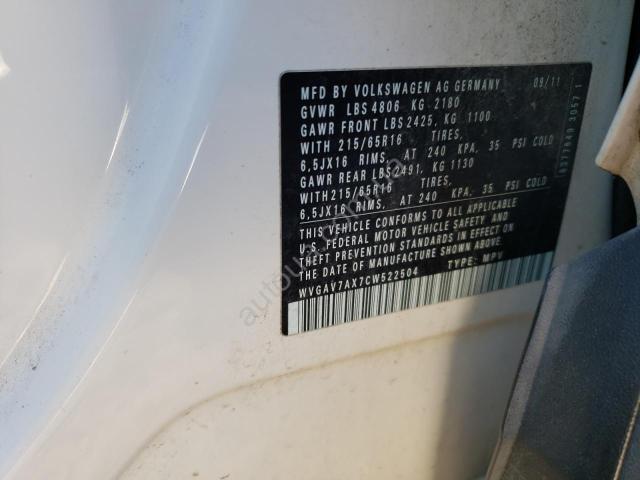 MFD BY VOLKSWAGEN AG GERMANY 09/11
GVWR LBS 4806 KG 2180
GAWR FRONT LBS 2425, KG 1100
WITH 215/65R16 TIRES,
6,5JX16 RIMS, AT 240 KPA, 35 PSI COLD
GAWR REAR LBS 2491, KG 1130
WITH 215/65R16 TIRES,
6,5JX16 RIMS, AT 240 KPA, 35 PSI COLD
THIS VEHICLE CONFORMS TO ALL APPLICABLE
U.S. FEDERAL MOTOR VEHICLE SAFETY AND
THEFT PREVENTION STANDARDS IN EFFECT ON
THE DATE OF MANUFACTURE SHOWN ABOVE.
TYPE: MPV
WVGAV7AX7CW522504